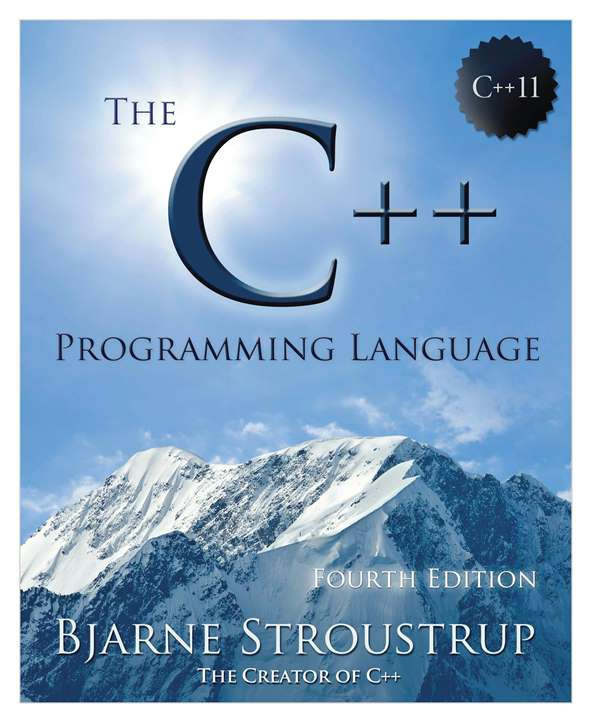 C++11
The
C++
Programming Language
Fourth Edition
Bjarne Stroustrup
The Creator of C++